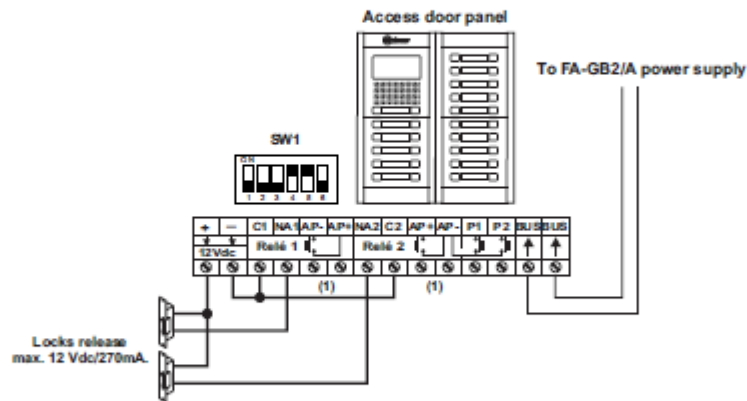 Access door panel
To FA-GB2/A power supply
SW1
ON
1 2 3 4 5 6
+ − C1 NA1 AP- AP+ NA2 C2 AP+ AP- P1 P2 BUS BUS
12Vdc Relé 1 Relé 2
(1) (1)
Locks release
max. 12 Vdc/270mA.